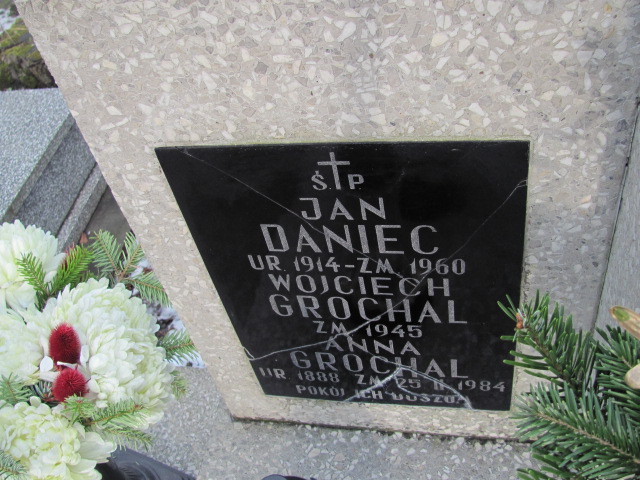 Ś.P.
JAN
DANIEC
UR. 1914-ZM. 1960
WOJCIECH
GROCHAL
ZM. 1945
ANNA
GROCHAL
UR 1888 ZM. 25 II 1984
POKÓJ ICH DUSZOM